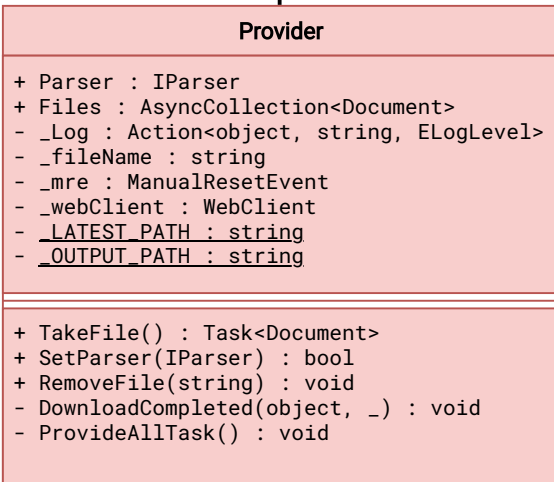 Provider
+ Parser : IParser
+ Files : AsyncCollection<Document>
- _Log : Action<object, string, ELogLevel>
- _fileName : string
- _mre : ManualResetEvent
- _webClient : WebClient
- _LATEST_PATH : string
- _OUTPUT_PATH : string
+ TakeFile() : Task<Document>
+ SetParser(IParser) : bool
+ RemoveFile(string) : void
- DownloadCompleted(object, _) : void
- ProvideAllTask() : void